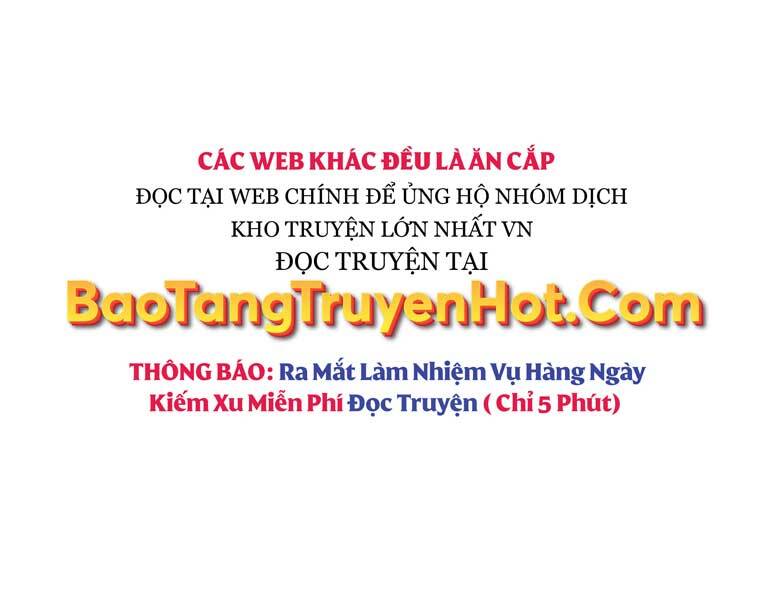 CÁC WEB KHÁC ĐỀU LÀ ĂN CẮP
ĐỌC TẠI WEB CHÍNH ĐỂ ỦNG HỘ NHÓM DỊCH
KHO TRUYỆN LỚN NHẤT VN
ĐỌC TRUYỆN TẠI
BaoTangTruyenHot.Com
THÔNG BÁO: Ra Mắt Làm Nhiệm Vụ Hàng Ngày
Kiếm Xu Miễn Phí Đọc Truyện ( Chỉ 5 Phút)